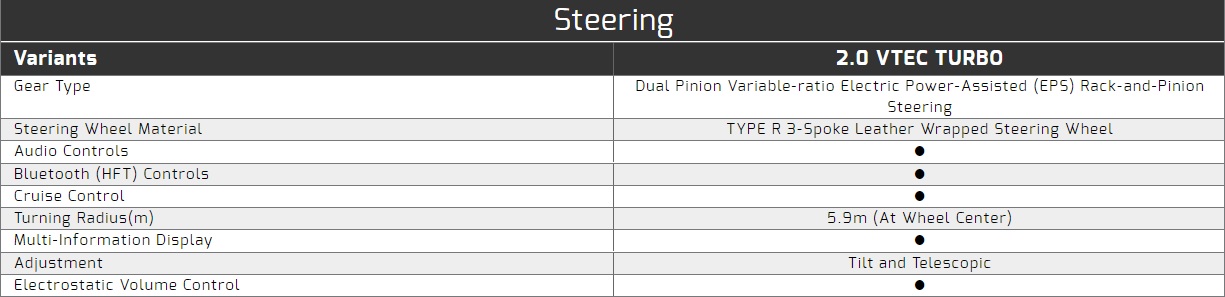 Steering
Variants 2.0 VTEC TURBO
Gear Type Dual Pinion Variable-ratio Electric Power-Assisted (EPS) Rack-and-Pinion
Steering
Steering Wheel Material TYPE R 3-Spoke Leather Wrapped Steering Wheel
Audio Controls ●
Bluetooth (HFT) Controls ●
Cruise Control ●
Turning Radius(m) 5.9m (At Wheel Center)
Multi-Information Display ●
Adjustment Tilt and Telescopic
Electrostatic Volume Control ●